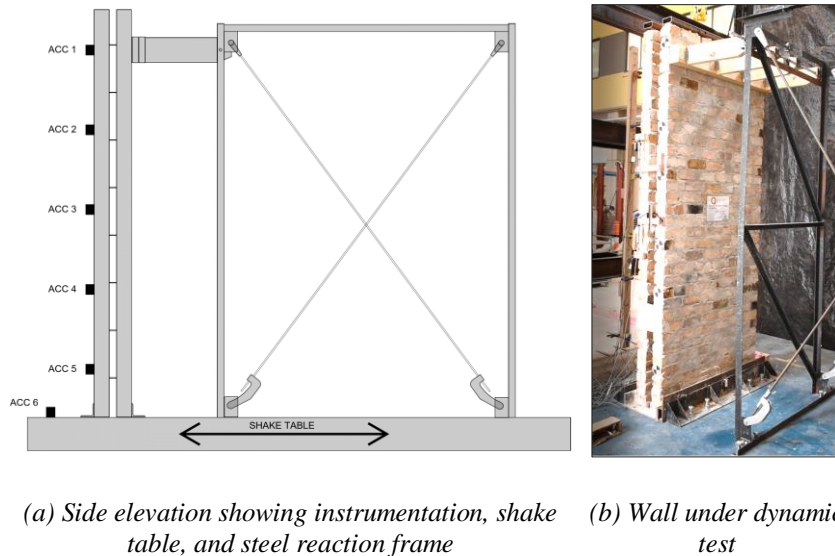 ACC 1
ACC 2
ACC 3
ACC 4
ACC 5
ACC 6
SHAKE TABLE
(a) Side elevation showing instrumentation, shake
table, and steel reaction frame
(b) Wall under dynamic
test